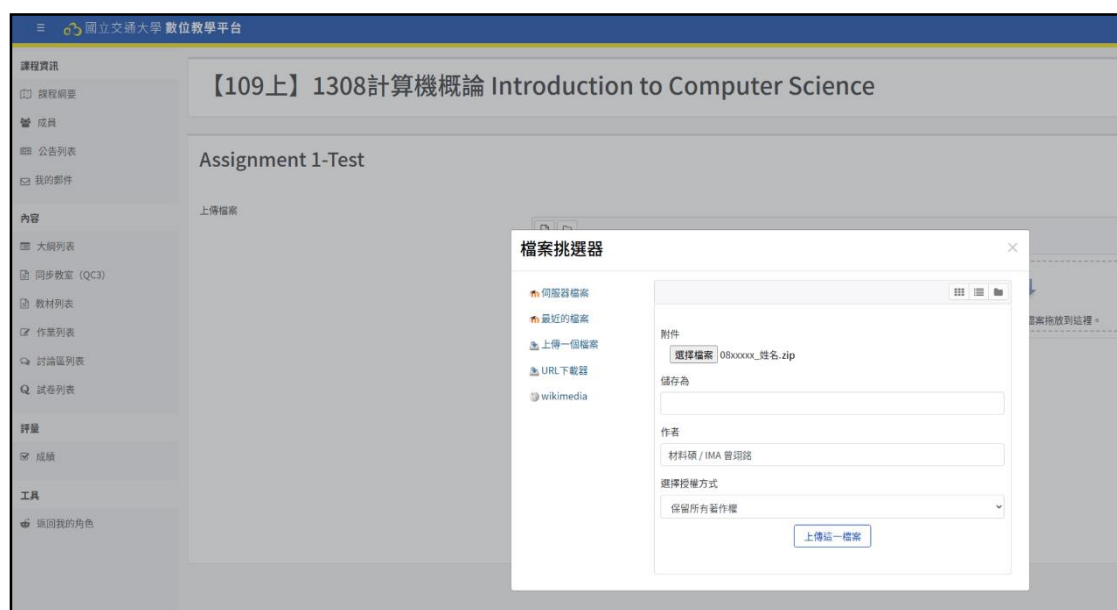 國立交通大學 數位教學平台
課程資訊
課程綱要
成員
公告列表
我的郵件
內容
大綱列表
同步教室（QC3）
教材列表
作業列表
討論區列表
試卷列表
評量
成績
工具
返回我的角色
【109上】1308計算機概論 Introduction to Computer Science
Assignment 1-Test
上傳檔案
檔案拖放到這裡。
檔案挑選器
伺服器檔案
最近的檔案
上傳一個檔案
URL下載器
wikimedia
附件
選擇檔案 08xxxxx_姓名.zip
儲存為
作者
材料碩 / IMA 曾翊銘
選擇授權方式
保留所有著作權
上傳這一檔案